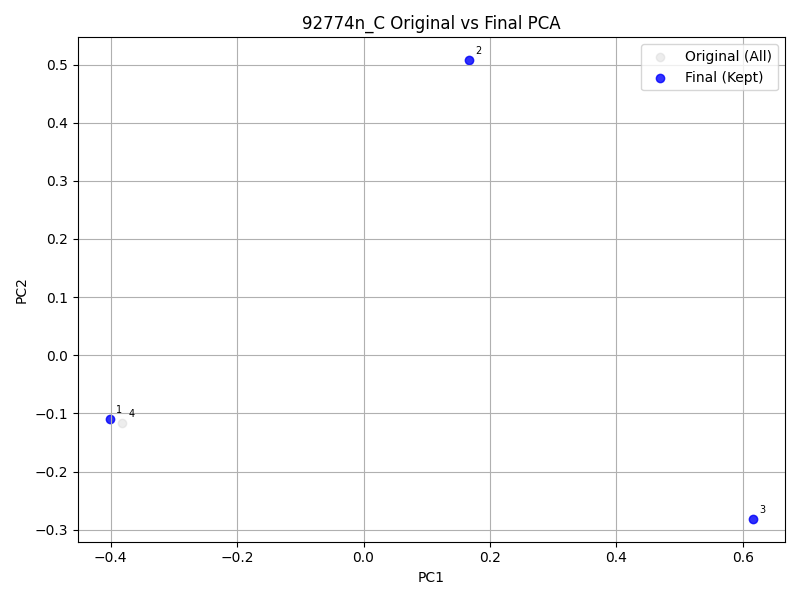 92774n_C Original vs Final PCA
Original (All)
Final (Kept)
PC2
0.5
0.4
0.3
0.2
0.1
0.0
−0.1
−0.2
−0.3
2
1
4
3
−0.4 −0.2 0.0 0.2 0.4 0.6
PC1